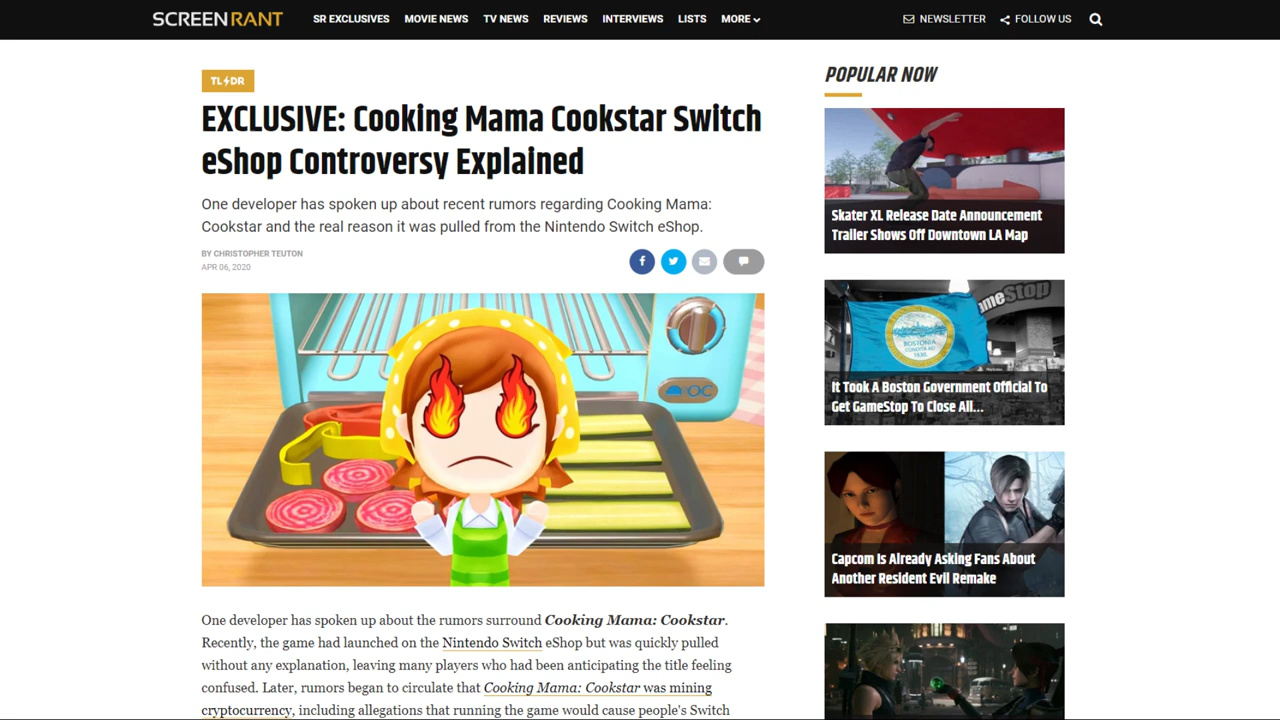 SCREENRANT
SR EXCLUSIVES MOVIE NEWS TV NEWS REVIEWS INTERVIEWS LISTS MORE
NEWSLETTER FOLLOW US
TL DR
EXCLUSIVE: Cooking Mama Cookstar Switch
eShop Controversy Explained
One developer has spoken up about recent rumors regarding Cooking Mama:
Cookstar and the real reason it was pulled from the Nintendo Switch eShop.
BY CHRISTOPHER TEUTON
APR 06, 2020
OC
One developer has spoken up about the rumors surround Cooking Mama: Cookstar.
Recently, the game had launched on the Nintendo Switch eShop but was quickly pulled
without any explanation, leaving many players who had been anticipating the title feeling
confused. Later, rumors began to circulate that Cooking Mama: Cookstar was mining
cryptocurrency, including allegations that running the game would cause people's Switch
POPULAR NOW
Skater XL Release Date Announcement
Trailer Shows Off Downtown LA Map
ameStop
BOSTONIA
CONDITA AD
1630.
It Took A Boston Government Official To
Get GameStop To Close All...
Capcom Is Already Asking Fans About
Another Resident Evil Remake